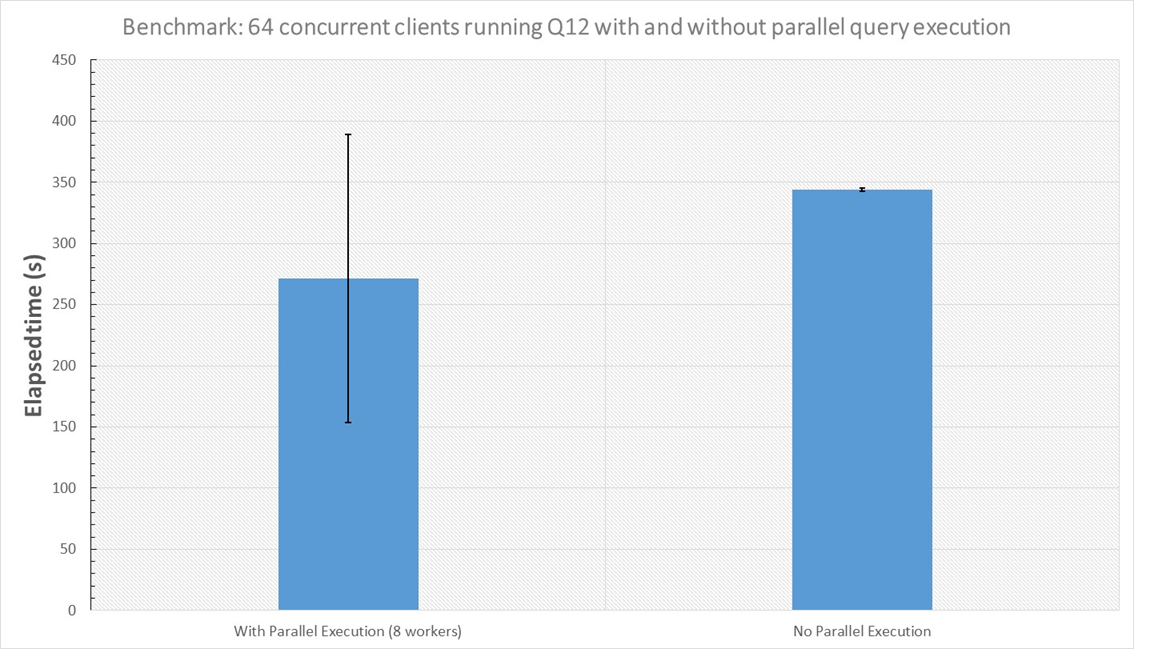 Benchmark: 64 concurrent clients running Q12 with and without parallel query execution
Elapsedtime (s)
450
400
350
300
250
200
150
100
50
0
With Parallel Execution (8 workers)
No Parallel Execution